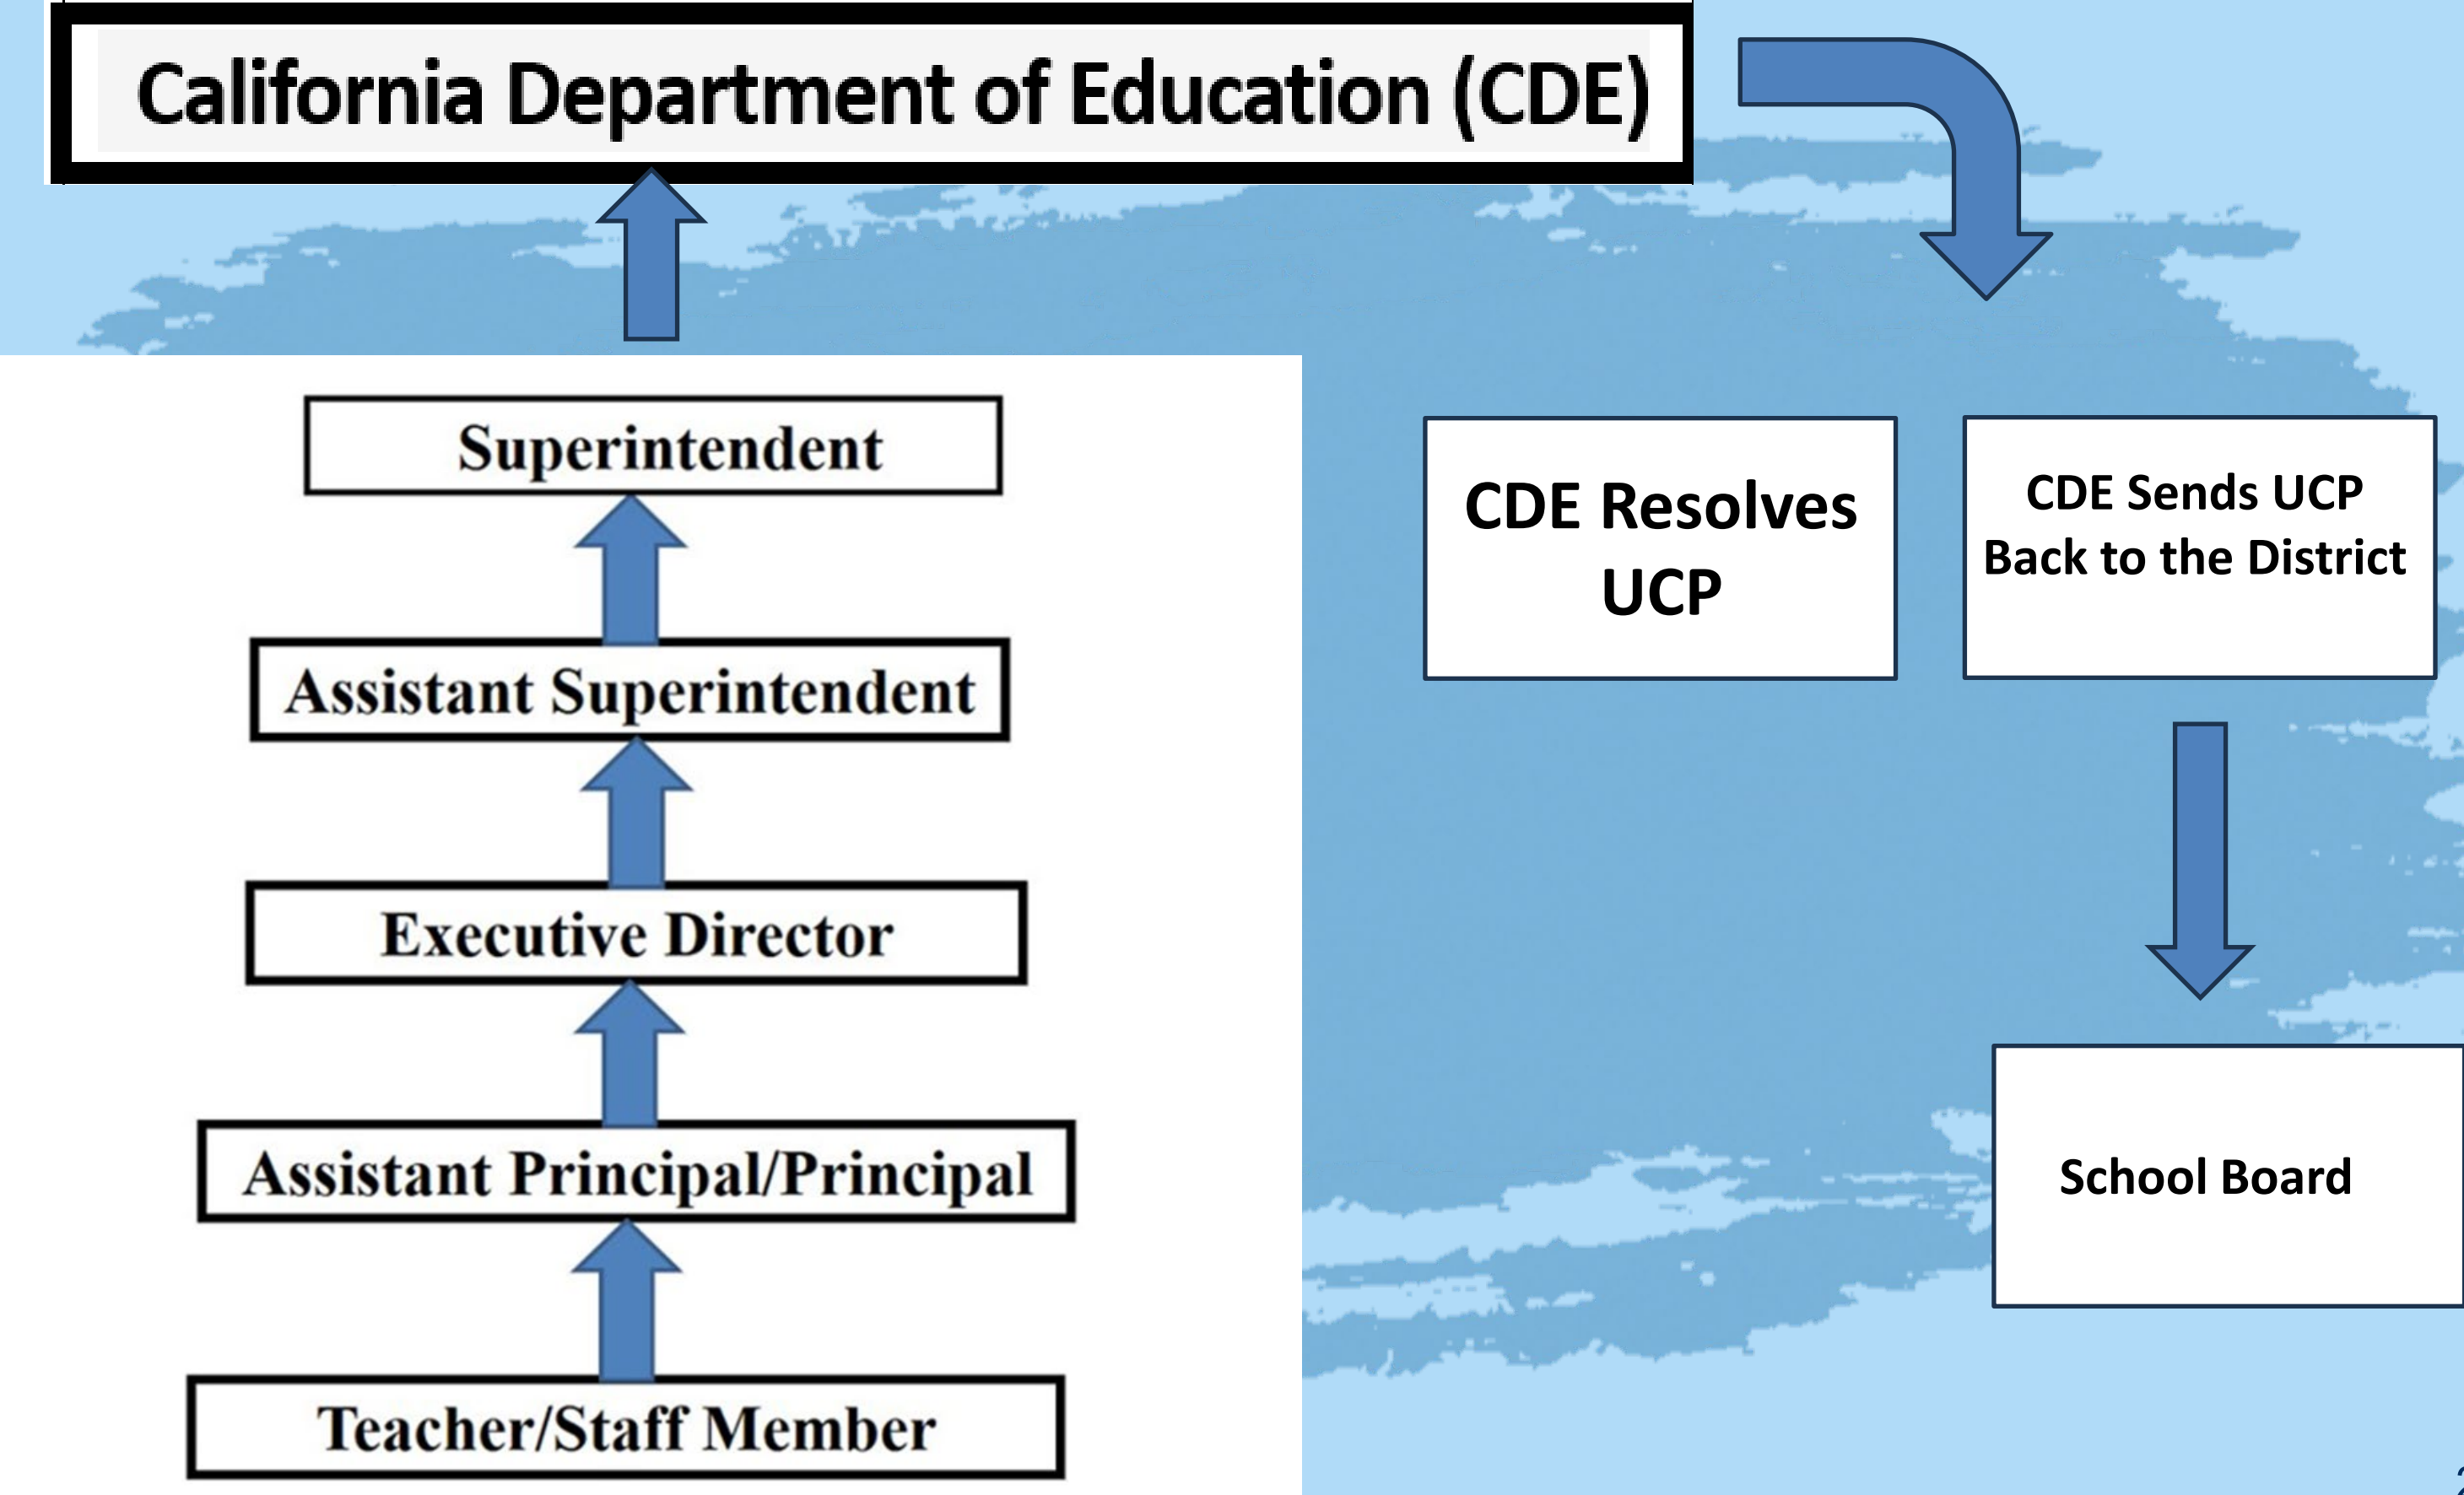 California Department of Education (CDE)
Superintendent
Assistant Superintendent
Executive Director
Assistant Principal/Principal
Teacher/Staff Member
CDE Resolves
UCP
CDE Sends UCP
Back to the District
School Board